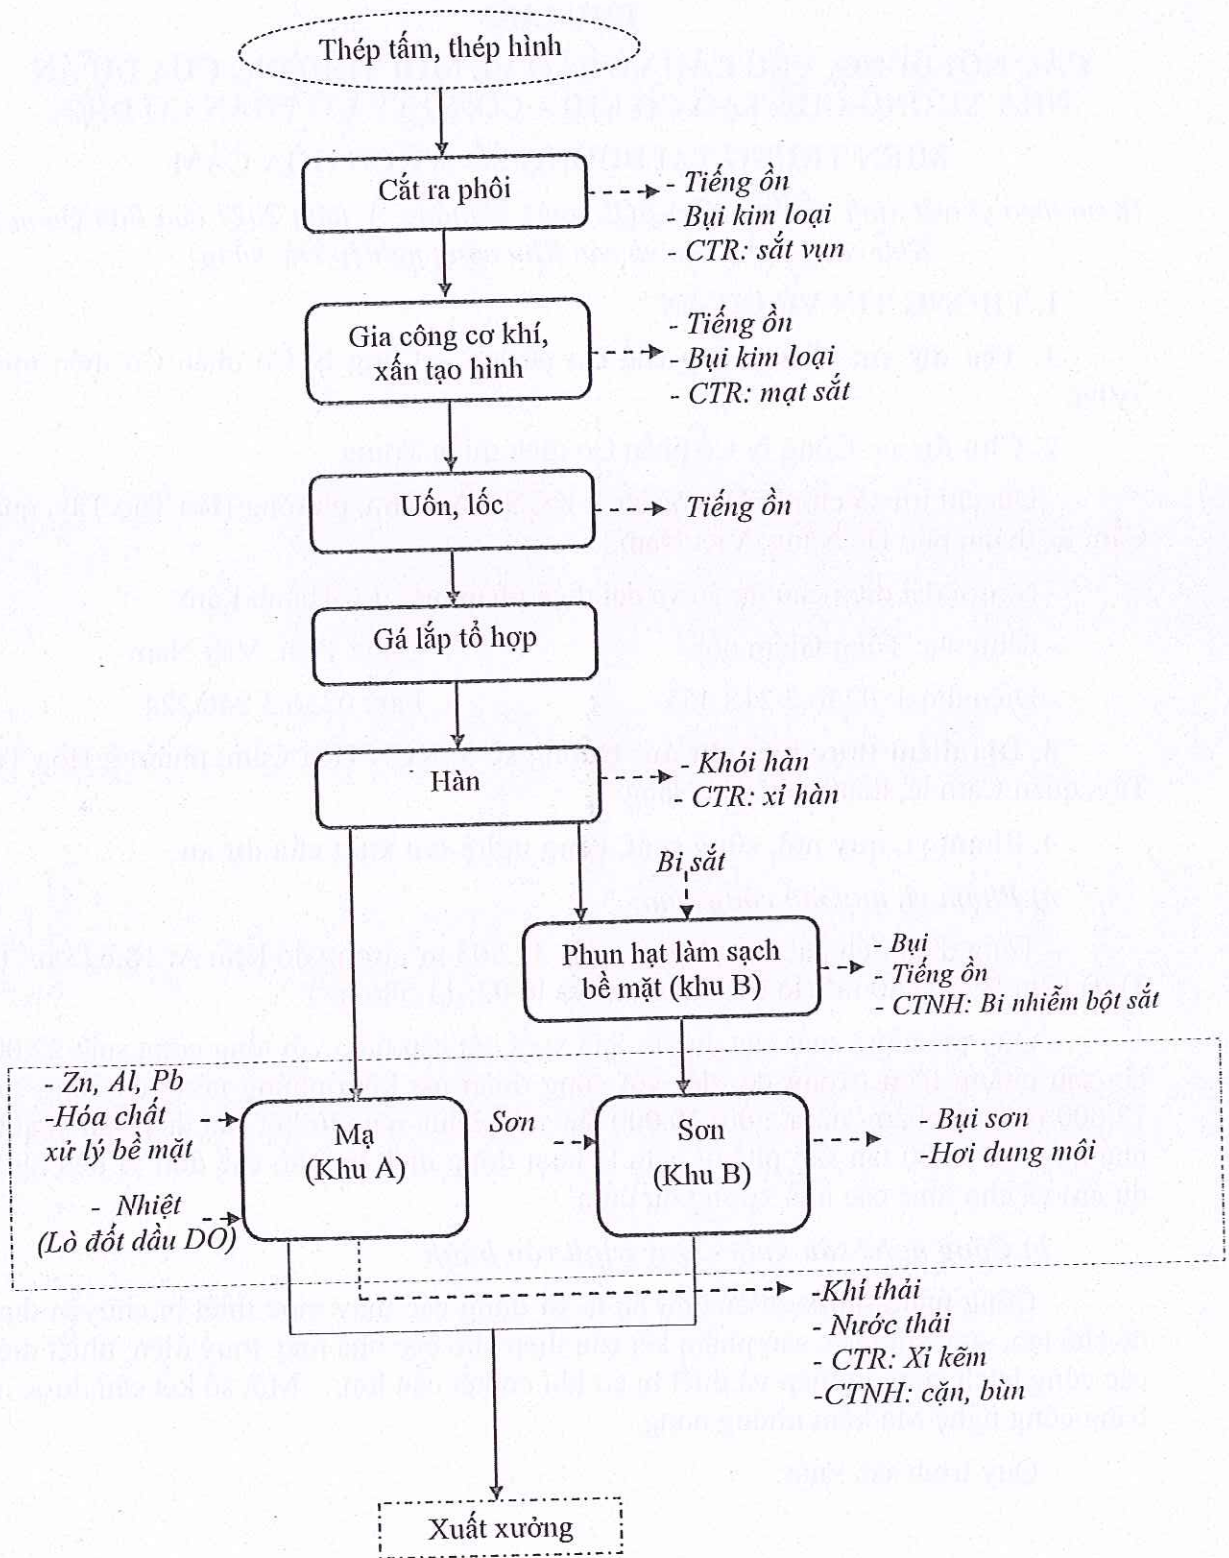 Thép tấm, thép hình
Cắt ra phôi
- Tiếng ồn
- Bụi kim loại
- CTR: sắt vụn
Gia công cơ khí,
xấn tạo hình
- Tiếng ồn
- Bụi kim loại
- CTR: mạt sắt
Uốn, lốc
- Tiếng ồn
Gá lắp tổ hợp
Hàn
- Khói hàn
- CTR: xỉ hàn
Bi sắt
Phun hạt làm sạch
bề mặt (khu B)
- Bụi
- Tiếng ồn
- CTNH: Bi nhiễm bột sắt
- Zn, Al, Pb
-Hóa chất
xử lý bề mặt
- Nhiệt
(Lò đốt dầu DO)
Mạ
(Khu A)
Sơn
Sơn
(Khu B)
- Bụi sơn
-Hơi dung môi
-Khí thải
- Nước thải
- CTR: Xỉ kẽm
-CTNH: cặn, bùn
Xuất xưởng